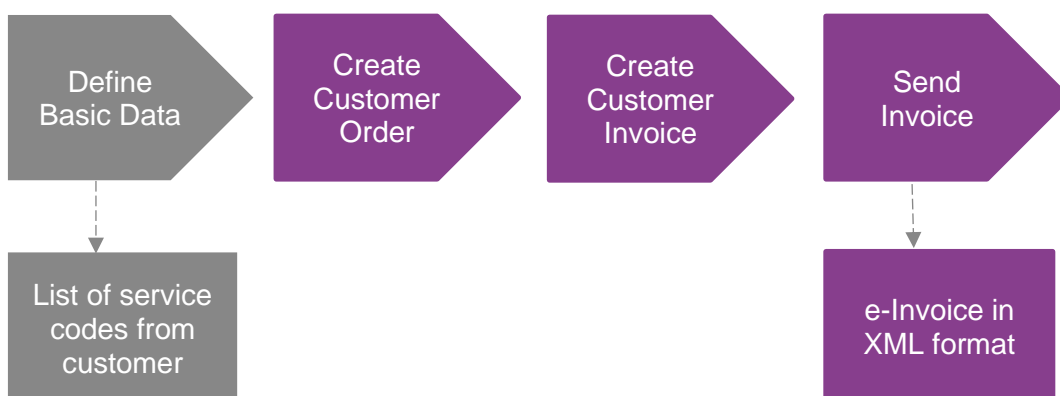 Define
Basic Data
Create
Customer
Order
Create
Customer
Invoice
Send
Invoice
List of service
codes from
customer
e-Invoice in
XML format